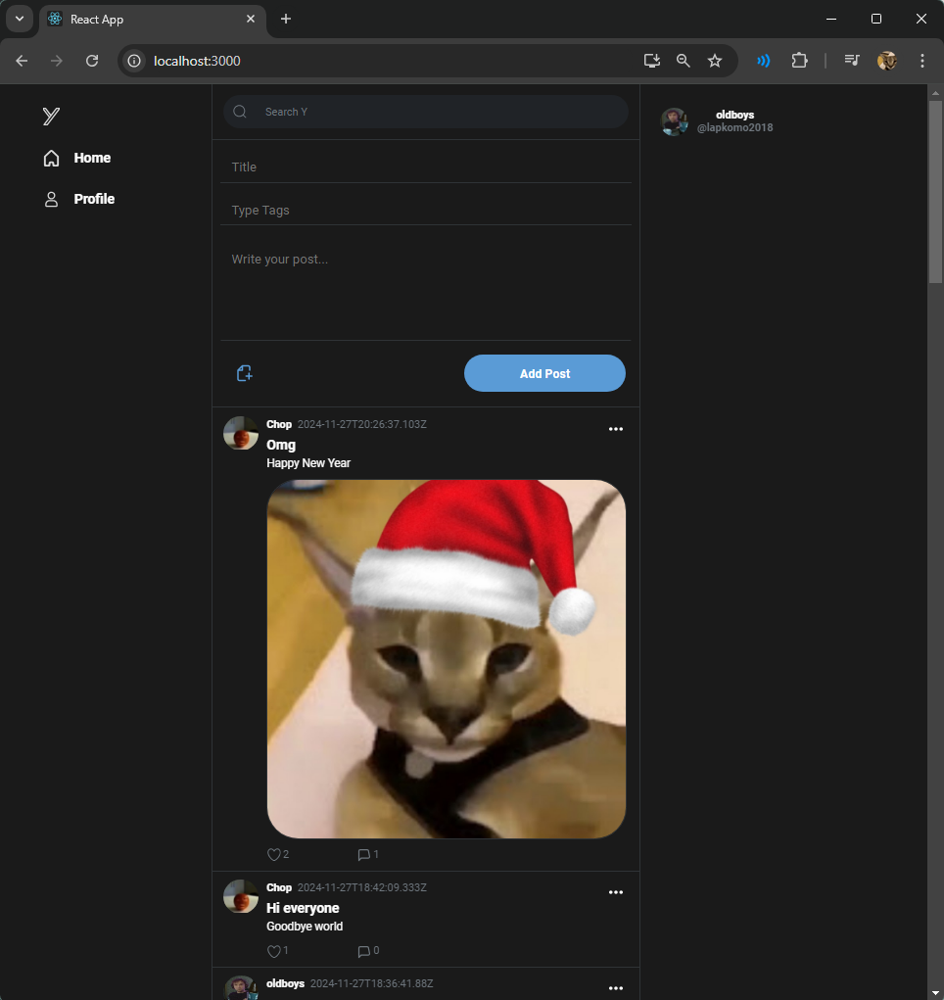 React App
localhost:3000
Y
Search Y
oldboys
@lapkomo2018
Home
Profile
Title
Type Tags
Write your post...
Add Post
Chop 2024-11-27T20:26:37.103Z
Omg
Happy New Year
2 1
Chop 2024-11-27T18:42:09.333Z
Hi everyone
Goodbye world
1 0
oldboys 2024-11-27T18:36:41.88Z